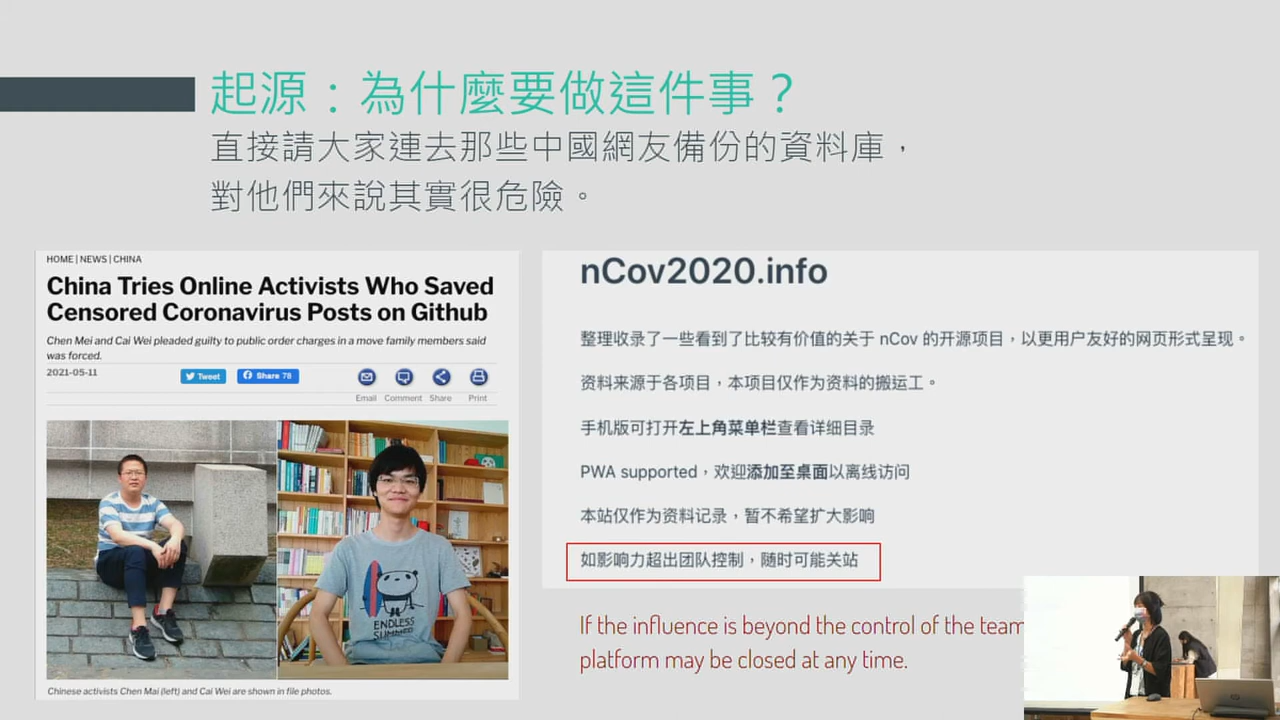 起源：為什麼要做這件事？
直接請大家連去那些中國網友備份的資料庫，
對他們來說其實很危險。
HOME | NEWS | CHINA
China Tries Online Activists Who Saved
Censored Coronavirus Posts on Github
Chen Mei and Cai Wei pleaded guilty to public order charges in a move family members said
was forced.
2021-05-11
Tweet
Share 78
Email Comment Share Print
ENDLESS
SUMMER
Chinese activists Chen Mai (left) and Cai Wei are shown in file photos.
nCov2020.info
整理收录了一些看到了比较有价值的关于 nCov 的开源项目，以更用户友好的网页形式呈现。
资料来源于各项目，本项目仅作为资料的搬运工。
手机版可打开左上角菜单栏查看详细目录
PWA supported，欢迎添加至桌面以离线访问
本站仅作为资料记录，暂不希望扩大影响
如影响力超出团队控制，随时可能关站
If the influence is beyond the control of the team
platform may be closed at any time.